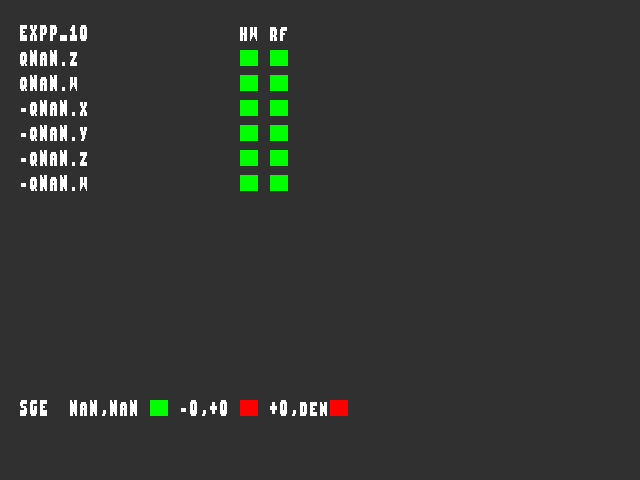 EXPP_10 HW RF
QNAN.Z
QNAN.W
-QNAN.X
-QNAN.Y
-QNAN.Z
-QNAN.W
SGE NAN,NAN -0,+0 +0,DEN